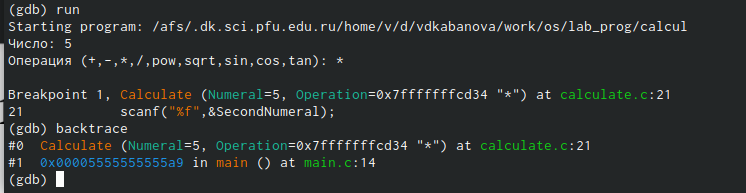 (gdb) run
Starting program: /afs/.dk.sci.pfu.edu.ru/home/v/d/vdkabanova/work/os/lab_prog/calcul
Число: 5
Операция (+,-,*,/,pow,sqrt,sin,cos,tan): *
Breakpoint 1, Calculate (Numeral=5, Operation=0x7fffffffcd34 "*") at calculate.c:21
21 scanf("%f",&SecondNumeral);
(gdb) backtrace
#0 Calculate (Numeral=5, Operation=0x7fffffffcd34 "*") at calculate.c:21
#1 0x00005555555555a9 in main () at main.c:14
(gdb)